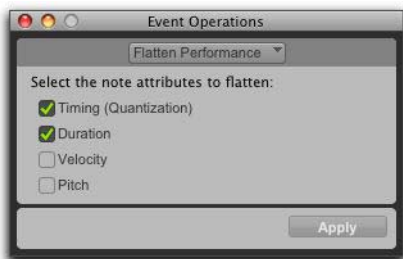 Event Operations
Flatten Performance
Select the note attributes to flatten:
Timing (Quantization)
Duration
Velocity
Pitch
Apply